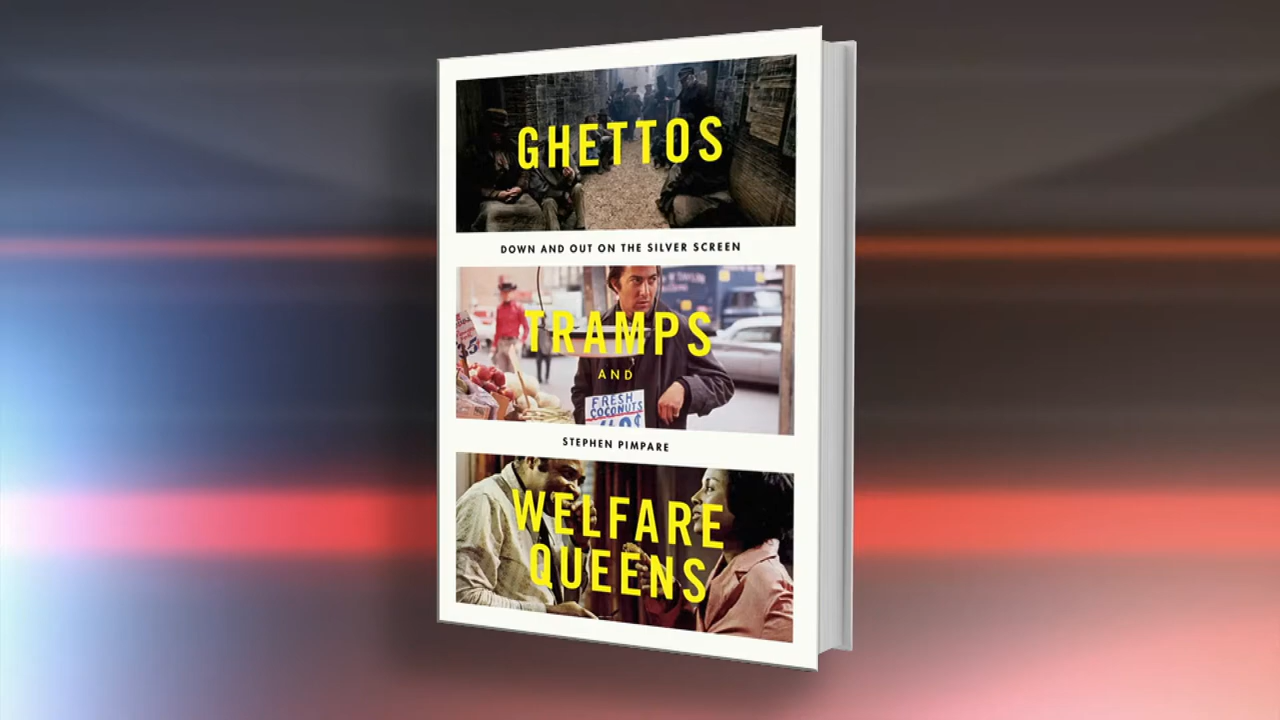 GHETTOS
DOWN AND OUT ON THE SILVER SCREEN
TRAMPS
AND
FRESH
COCONUTS
STEPHEN PIMPARE
WELFARE
QUEENS